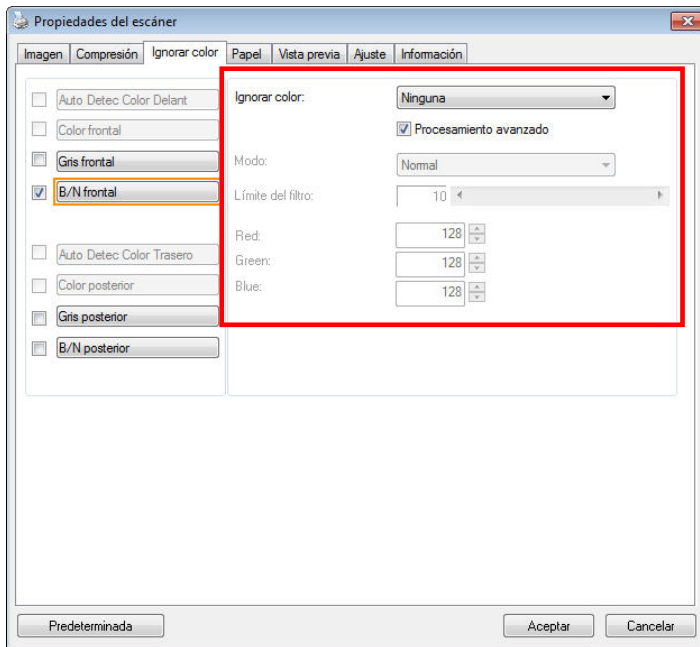 Propiedades del escáner
Imagen Compresión Ignorar color Papel Vista previa Ajuste Información
Auto Detec Color Delant
Color frontal
Gris frontal
B/N frontal
Auto Detec Color Trasero
Color posterior
Gris posterior
B/N posterior
Ignorar color: Ninguna
Procesamiento avanzado
Modo: Normal
Límite del filtro: 10
Red: 128
Green: 128
Blue: 128
Predeterminada Aceptar Cancelar